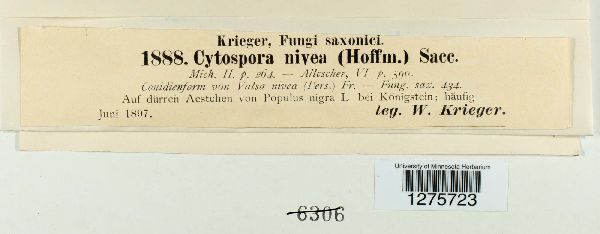 Krieger, Fungi saxonici.
1888. Cytospora nivea (Hoffm.) Sacc.
Mich. II. p. 264. — Allescher, VI p. 590.
Conidienform von Valsa nivea (Pers.) Fr. — Fung. sax. 434.
Auf dürren Aestchen von Populus nigra L. bei Königstein; häufig
Juni 1897. leg. W. Krieger.
University of Minnesota Herbarium
1275723
6306